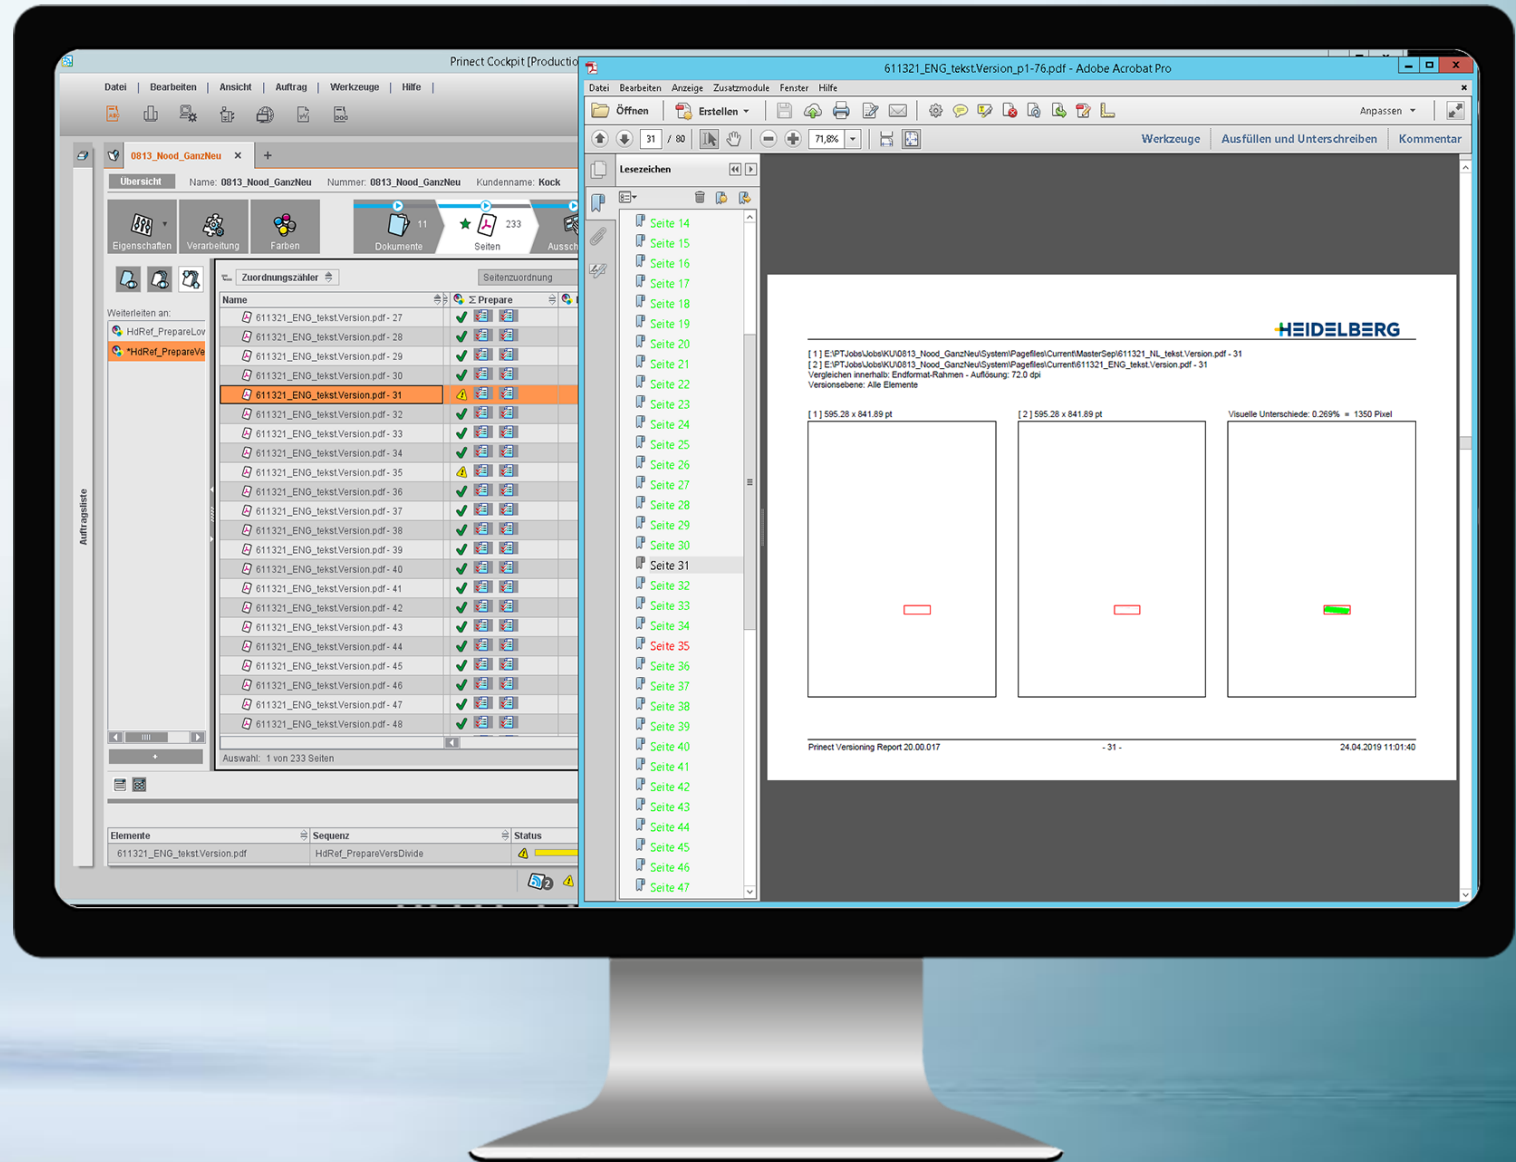 Prinect Cockpit [Productio
Datei | Bearbeiten | Ansicht | Auftrag | Werkzeuge | Hilfe |
0813_Nood_GanzNeu × +
Übersicht Name: 0813_Nood_GanzNeu Nummer: 0813_Nood_GanzNeu Kundenname: Kock
Eigenschaften Verarbeitung Farben
11 Dokumente
233 Seiten
Aussch
Zuordnungszähler Seitenzuordnung
Weiterleiten an:
HdRef_PrepareLov
*HdRef_PrepareVe
Auftragsliste
Name Σ Prepare
611321_ENG_tekst.Version.pdf - 27
611321_ENG_tekst.Version.pdf - 28
611321_ENG_tekst.Version.pdf - 29
611321_ENG_tekst.Version.pdf - 30
611321_ENG_tekst.Version.pdf - 31
611321_ENG_tekst.Version.pdf - 32
611321_ENG_tekst.Version.pdf - 33
611321_ENG_tekst.Version.pdf - 34
611321_ENG_tekst.Version.pdf - 35
611321_ENG_tekst.Version.pdf - 36
611321_ENG_tekst.Version.pdf - 37
611321_ENG_tekst.Version.pdf - 38
611321_ENG_tekst.Version.pdf - 39
611321_ENG_tekst.Version.pdf - 40
611321_ENG_tekst.Version.pdf - 41
611321_ENG_tekst.Version.pdf - 42
611321_ENG_tekst.Version.pdf - 43
611321_ENG_tekst.Version.pdf - 44
611321_ENG_tekst.Version.pdf - 45
611321_ENG_tekst.Version.pdf - 46
611321_ENG_tekst.Version.pdf - 47
611321_ENG_tekst.Version.pdf - 48
Auswahl: 1 von 233 Seiten
Elemente Sequenz Status
611321_ENG_tekst.Version.pdf HdRef_PrepareVersDivide
2
611321_ENG_tekst.Version_p1-76.pdf - Adobe Acrobat Pro
Datei Bearbeiten Anzeige Zusatzmodule Fenster Hilfe
Öffnen Erstellen Anpassen
31 / 80 71,8% Werkzeuge Ausfüllen und Unterschreiben Kommentar
Lesezeichen
Seite 14
Seite 15
Seite 16
Seite 17
Seite 18
Seite 19
Seite 20
Seite 21
Seite 22
Seite 23
Seite 24
Seite 25
Seite 26
Seite 27
Seite 28
Seite 29
Seite 30
Seite 31
Seite 32
Seite 33
Seite 34
Seite 35
Seite 36
Seite 37
Seite 38
Seite 39
Seite 40
Seite 41
Seite 42
Seite 43
Seite 44
Seite 45
Seite 46
Seite 47
HEIDELBERG
[ 1 ] E:\PTJobs\Jobs\KU\0813_Nood_GanzNeu\System\Pagefiles\Current\MasterSep\611321_NL_tekst.Version.pdf - 31
[ 2 ] E:\PTJobs\Jobs\KU\0813_Nood_GanzNeu\System\Pagefiles\Current\611321_ENG_tekst.Version.pdf - 31
Vergleichen innerhalb: Endformat-Rahmen - Auflösung: 72.0 dpi
Versionsebene: Alle Elemente
[ 1 ] 595.28 x 841.89 pt [ 2 ] 595.28 x 841.89 pt Visuelle Unterschiede: 0.269% = 1350 Pixel
Prinect Versioning Report 20.00.017 - 31 - 24.04.2019 11:01:40